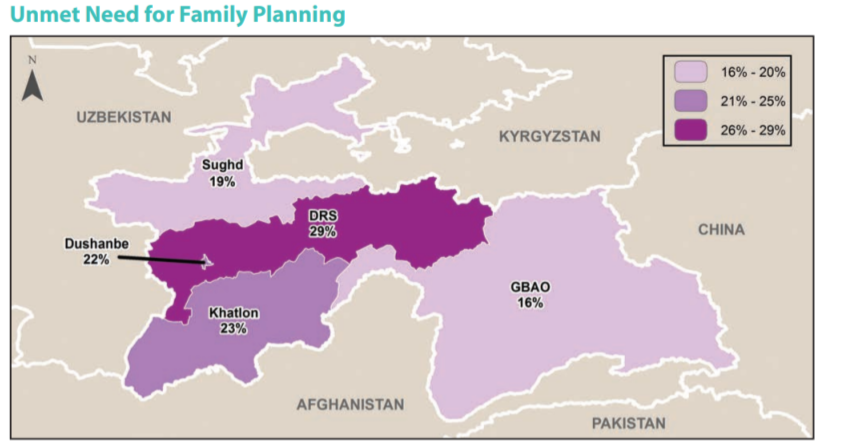 Unmet Need for Family Planning
N
16% - 20%
21% - 25%
26% - 29%
UZBEKISTAN
KYRGYZSTAN
Sughd
19%
DRS
29%
CHINA
Dushanbe
22%
GBAO
16%
Khatlon
23%
AFGHANISTAN
PAKISTAN